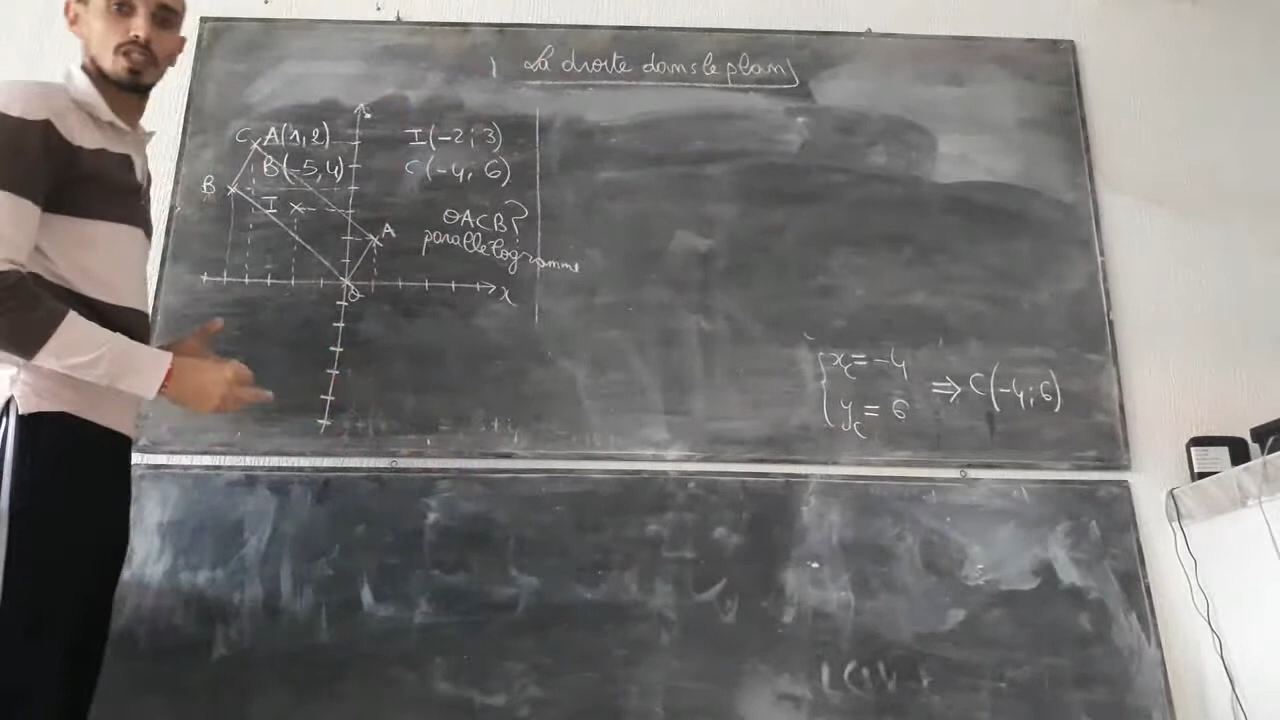 La droite dans le plan
C A(1,2)
I(-2;3)
B(-5,4)
C(-4;6)
B
I
A
OACB?
parallélogramme
O
x
{ x_C = -4
y_C = 6
⇒ C(-4;6)